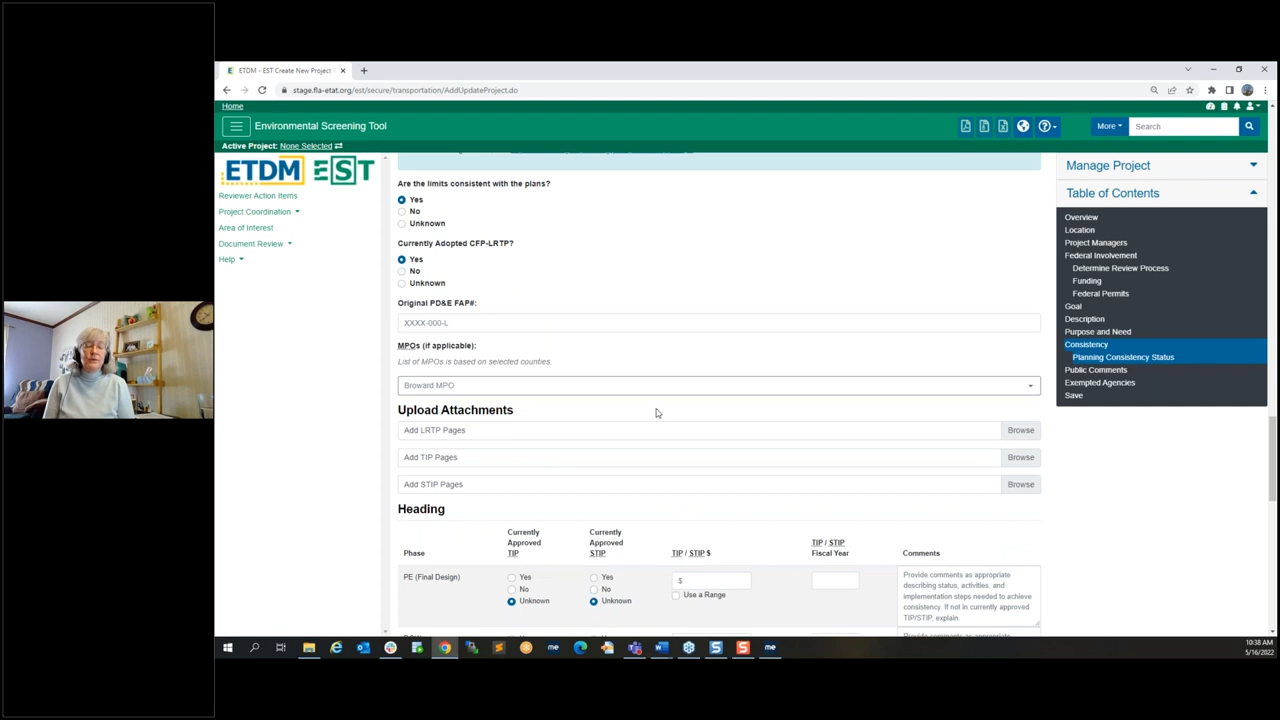 ETDM - EST Create New Project
stage.fla-etat.org/est/secure/transportation/AddUpdateProject.do
Home
Environmental Screening Tool
More
Search
Active Project: None Selected
ETDM EST
Reviewer Action Items
Project Coordination
Area of Interest
Document Review
Help
Are the limits consistent with the plans?
Yes
No
Unknown
Currently Adopted CFP-LRTP?
Yes
No
Unknown
Original PD&E FAP#:
XXXX-000-L
MPOs (if applicable):
List of MPOs is based on selected counties.
Broward MPO
Upload Attachments
Add LRTP Pages
Browse
Add TIP Pages
Browse
Add STIP Pages
Browse
Heading
Phase
Currently
Approved
TIP
Currently
Approved
STIP
TIP / STIP $
TIP / STIP
Fiscal Year
Comments
PE (Final Design)
Yes
No
Unknown
Yes
No
Unknown
$
Use a Range
Provide comments as appropriate
describing status, activities, and
implementation steps needed to achieve
consistency. If not in currently approved
TIP/STIP, explain.
Manage Project
Table of Contents
Overview
Location
Project Managers
Federal Involvement
Determine Review Process
Funding
Federal Permits
Goal
Description
Purpose and Need
Consistency
Planning Consistency Status
Public Comments
Exempted Agencies
Save
10:38 AM
5/16/2022